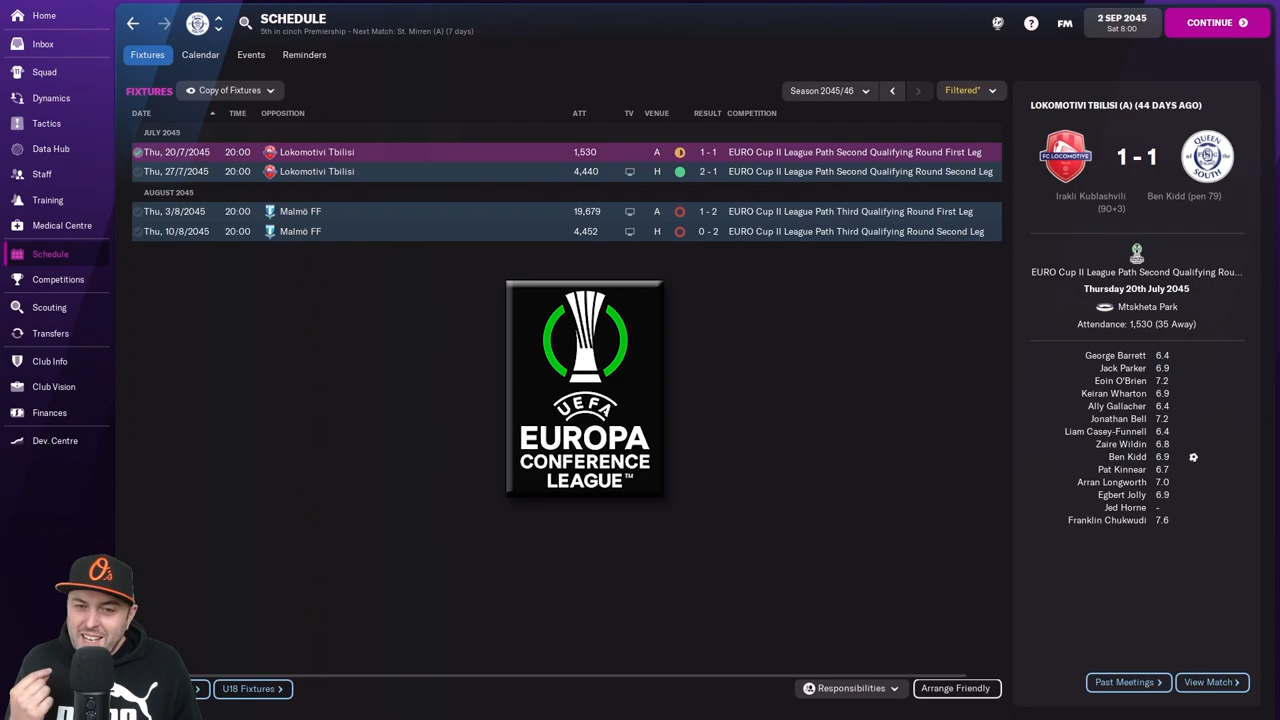 Home
Inbox
Squad
Dynamics
Tactics
Data Hub
Staff
Training
Medical Centre
Schedule
Competitions
Scouting
Transfers
Club Info
Club Vision
Finances
Dev. Centre
SCHEDULE
5th in cinch Premiership - Next Match: St. Mirren (A) (7 days)
FM
2 SEP 2045
Sat 8:00
CONTINUE
Fixtures Calendar Events Reminders
FIXTURES Copy of Fixtures Season 2045/46 Filtered*
DATE TIME OPPOSITION ATT TV VENUE RESULT COMPETITION
JULY 2045
Thu, 20/7/2045 20:00 Lokomotivi Tbilisi 1,530 A 1 - 1 EURO Cup II League Path Second Qualifying Round First Leg
Thu, 27/7/2045 20:00 Lokomotivi Tbilisi 4,440 H 2 - 1 EURO Cup II League Path Second Qualifying Round Second Leg
AUGUST 2045
Thu, 3/8/2045 20:00 Malmö FF 19,679 A 1 - 2 EURO Cup II League Path Third Qualifying Round First Leg
Thu, 10/8/2045 20:00 Malmö FF 4,452 H 0 - 2 EURO Cup II League Path Third Qualifying Round Second Leg
UEFA
EUROPA
CONFERENCE
LEAGUE™
U18 Fixtures
Responsibilities Arrange Friendly
LOKOMOTIVI TBILISI (A) (44 DAYS AGO)
FC LOCOMOTIVE
1 - 1
QUEEN
of the
SOUTH
Irakli Kublashvili
(90+3)
Ben Kidd (pen 79)
EURO Cup II League Path Second Qualifying Rou...
Thursday 20th July 2045
Mtskheta Park
Attendance: 1,530 (35 Away)
George Barrett 6.4
Jack Parker 6.9
Eoin O'Brien 7.2
Keiran Wharton 6.9
Ally Gallacher 6.4
Jonathan Bell 7.2
Liam Casey-Funnell 6.4
Zaire Wildin 6.8
Ben Kidd 6.9
Pat Kinnear 6.7
Arran Longworth 7.0
Egbert Jolly 6.9
Jed Horne -
Franklin Chukwudi 7.6
Past Meetings View Match